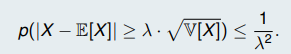 p(|X − 𝔼[X]| ≥ λ · √𝕍[X]) ≤ 1/λ².